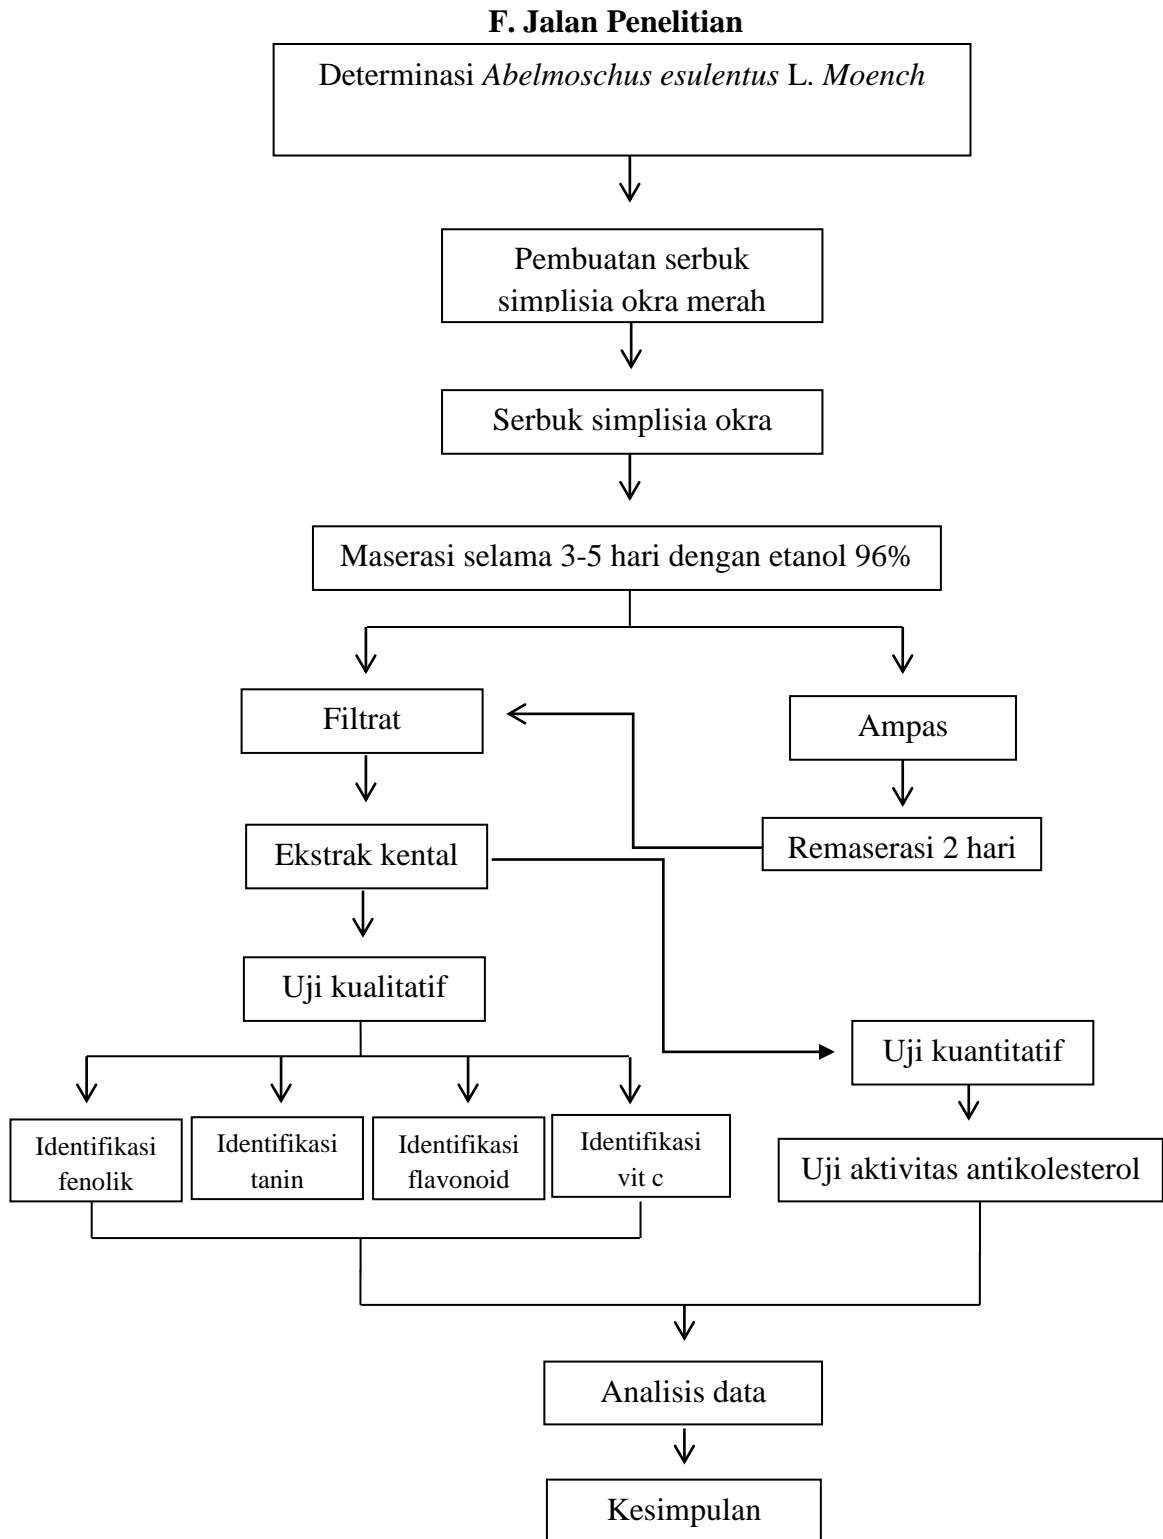 F. Jalan Penelitian
Determinasi Abelmoschus esulentus L. Moench
Pembuatan serbuk
simplisia okra merah
Serbuk simplisia okra
Maserasi selama 3-5 hari dengan etanol 96%
Filtrat
Ampas
Ekstrak kental
Remaserasi 2 hari
Uji kualitatif
Uji kuantitatif
Identifikasi
fenolik
Identifikasi
tanin
Identifikasi
flavonoid
Identifikasi
vit c
Uji aktivitas antikolesterol
Analisis data
Kesimpulan